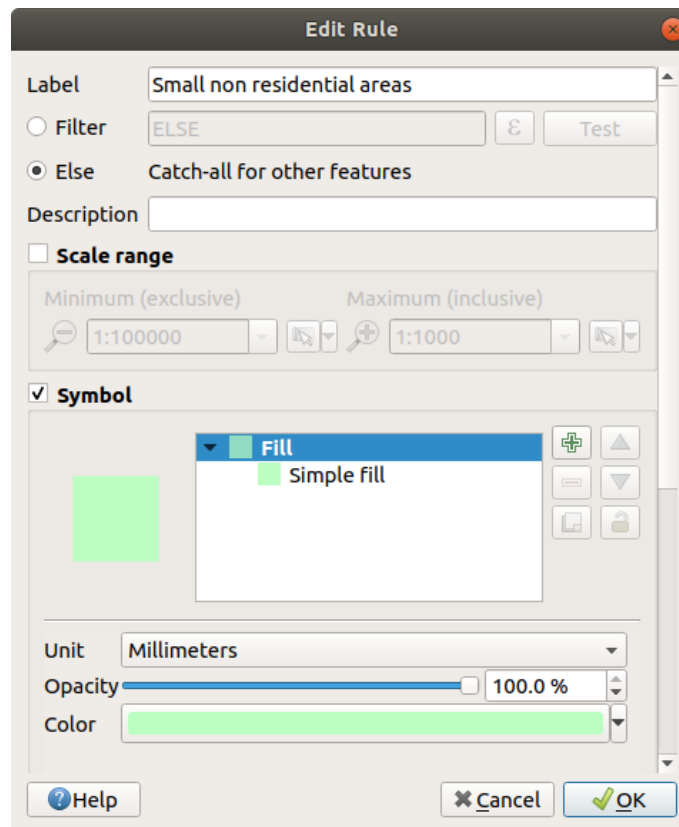 Edit Rule
Label Small non residential areas
Filter ELSE ε Test
Else Catch-all for other features
Description
Scale range
Minimum (exclusive) Maximum (inclusive)
1:100000 1:1000
Symbol
Fill
Simple fill
Unit Millimeters
Opacity 100.0 %
Color
Help Cancel OK